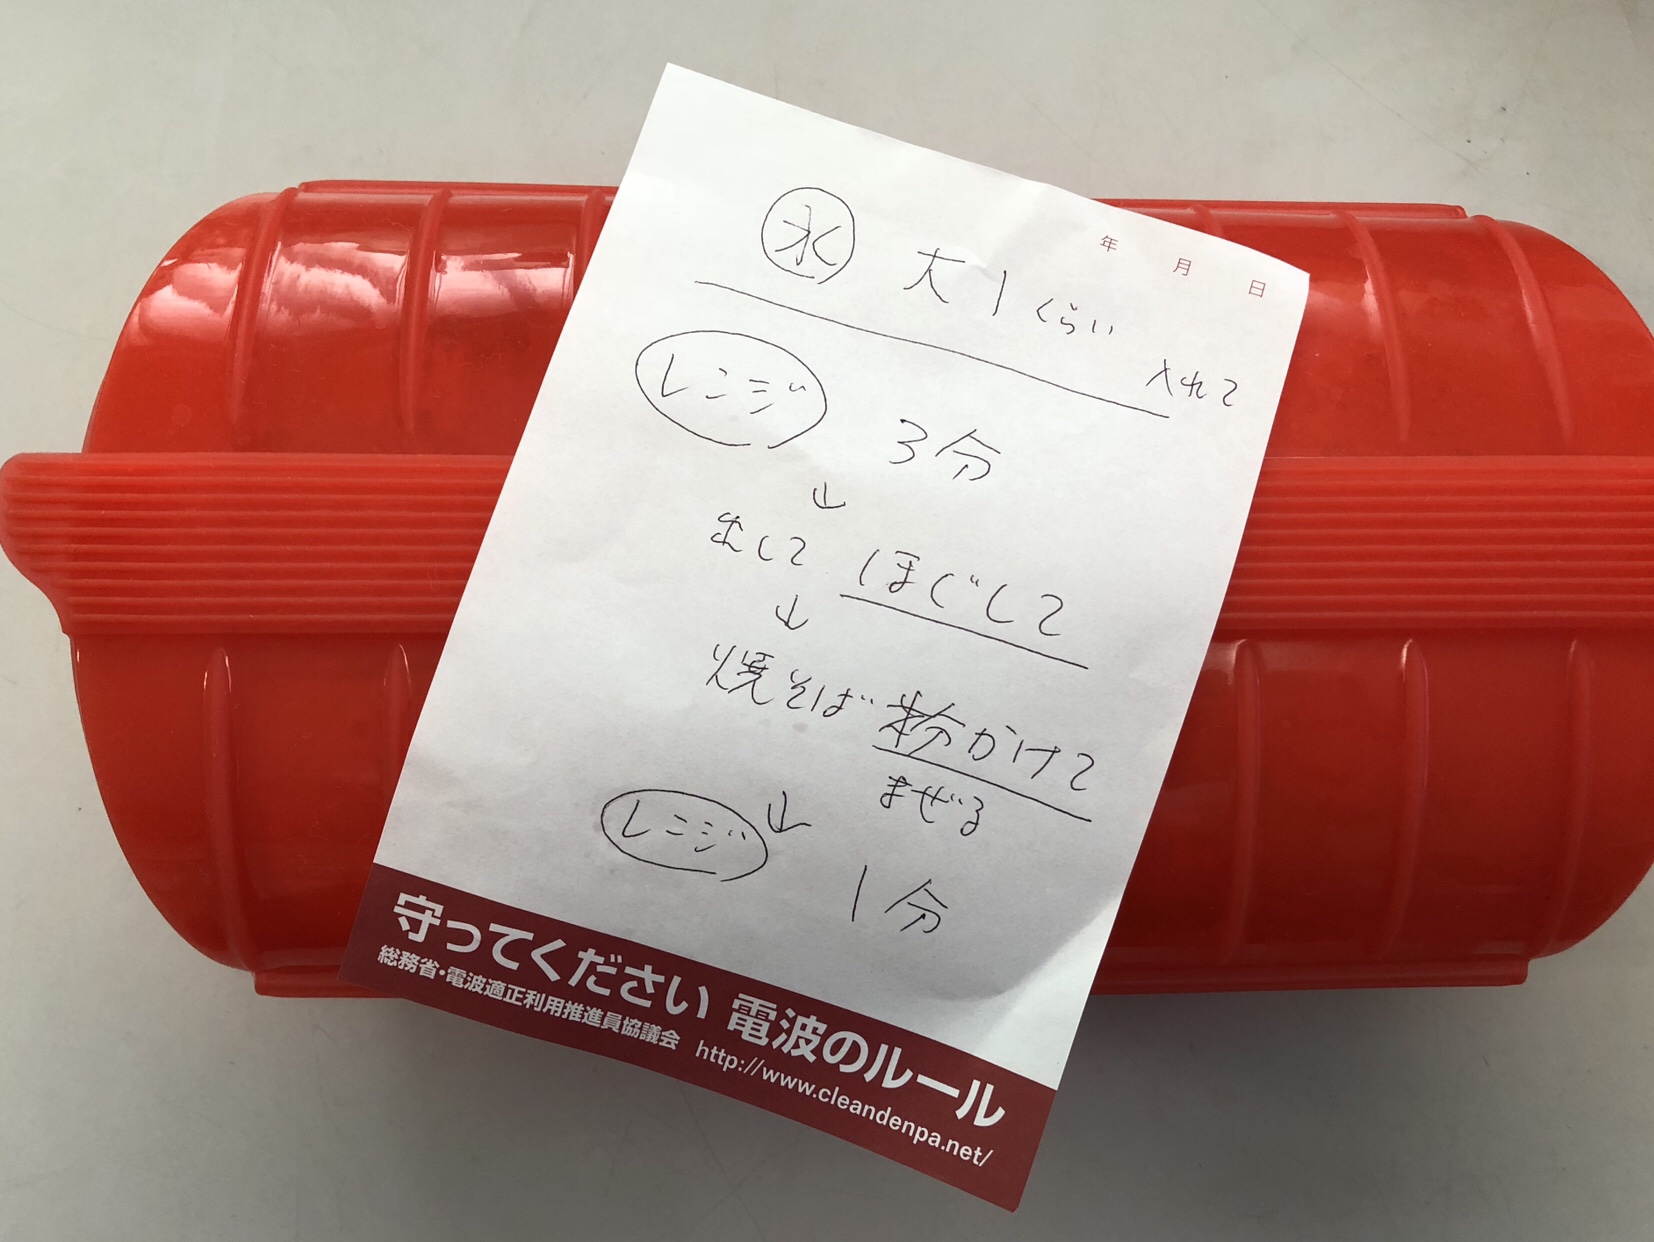 年 月 日
水 大1くらい
入れて
レンジ 3分
↓
出して ほぐして
↓
焼そば 粉かけて
まぜる
↓
レンジ 1分
守ってください 電波のルール
総務省・電波適正利用推進員協議会 http://www.cleandenpa.net/